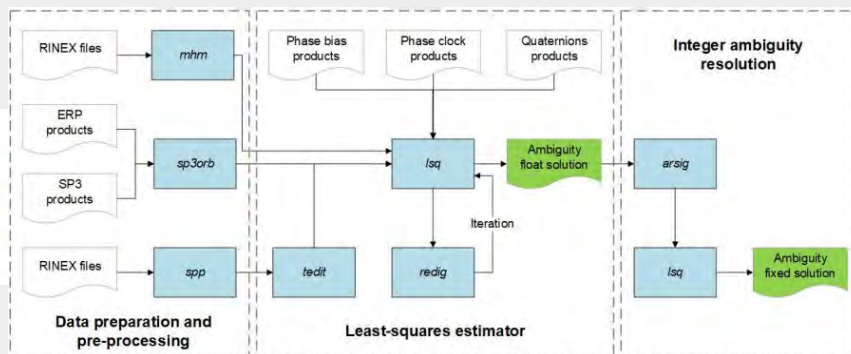 RINEX files
mhm
ERP
products
SP3
products
sp3orb
RINEX files
spp
Data preparation and
pre-processing
Phase bias
products
Phase clock
products
Quaternions
products
lsq
Ambiguity
float solution
Iteration
tedit
redig
Least-squares estimator
Integer ambiguity
resolution
arsig
lsq
Ambiguity
fixed solution